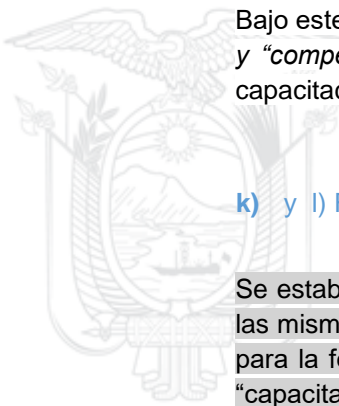 Bajo este
y “compe
capacitac
k) y l) E
Se estab
las mism
para la fo
“capacita